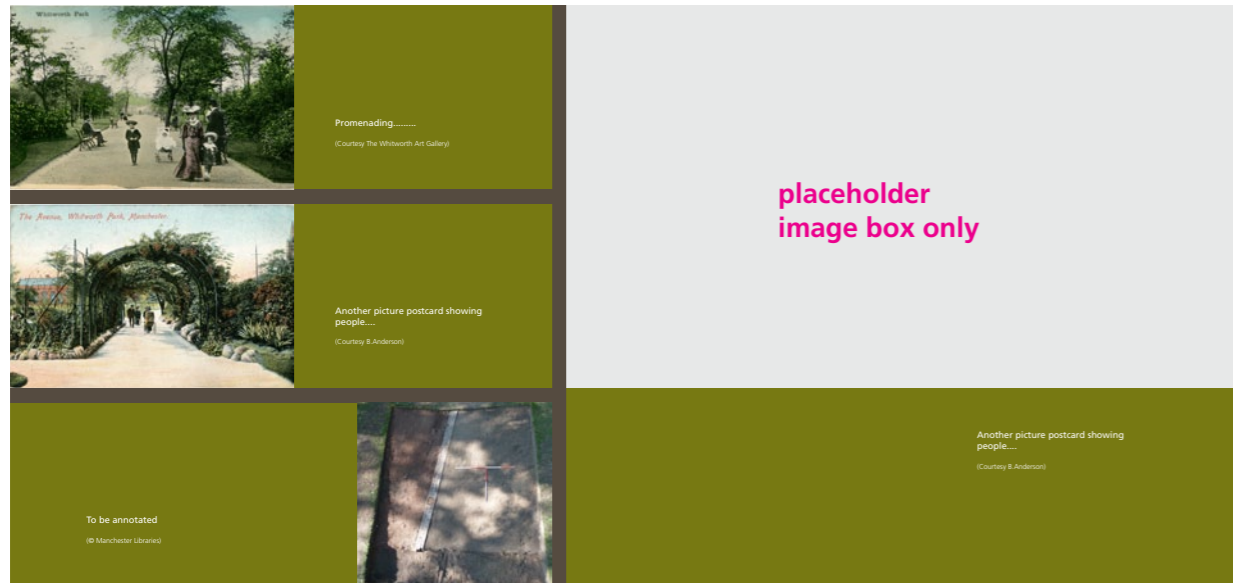 Whitworth Park
Promenading.........
(Courtesy The Whitworth Art Gallery)
The Avenue, Whitworth Park, Manchester.
Another picture postcard showing
people....
(Courtesy B.Anderson)
To be annotated
(© Manchester Libraries)
placeholder
image box only
Another picture postcard showing
people....
(Courtesy B.Anderson)